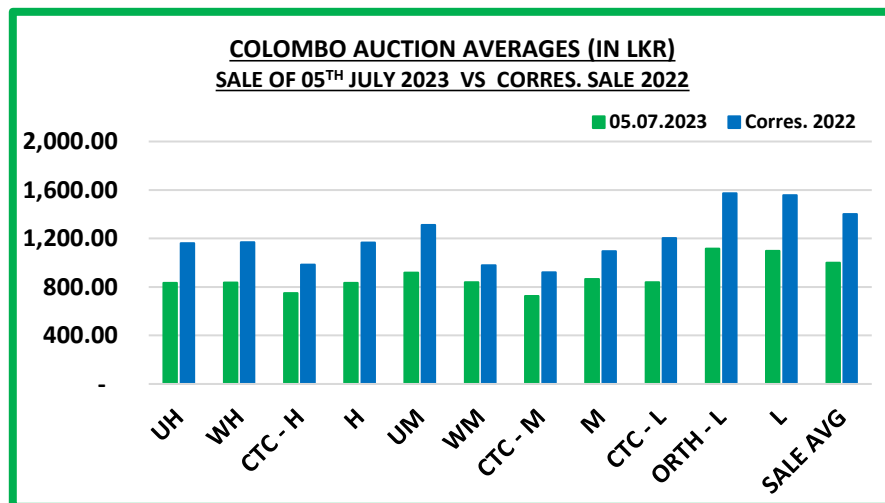 COLOMBO AUCTION AVERAGES (IN LKR)
SALE OF 05TH JULY 2023 VS CORRES. SALE 2022
05.07.2023 Corres. 2022
2,000.00
1,600.00
1,200.00
800.00
400.00
-
UH WH CTC - H H UM WM CTC - M M CTC - L ORTH - L L SALE AVG